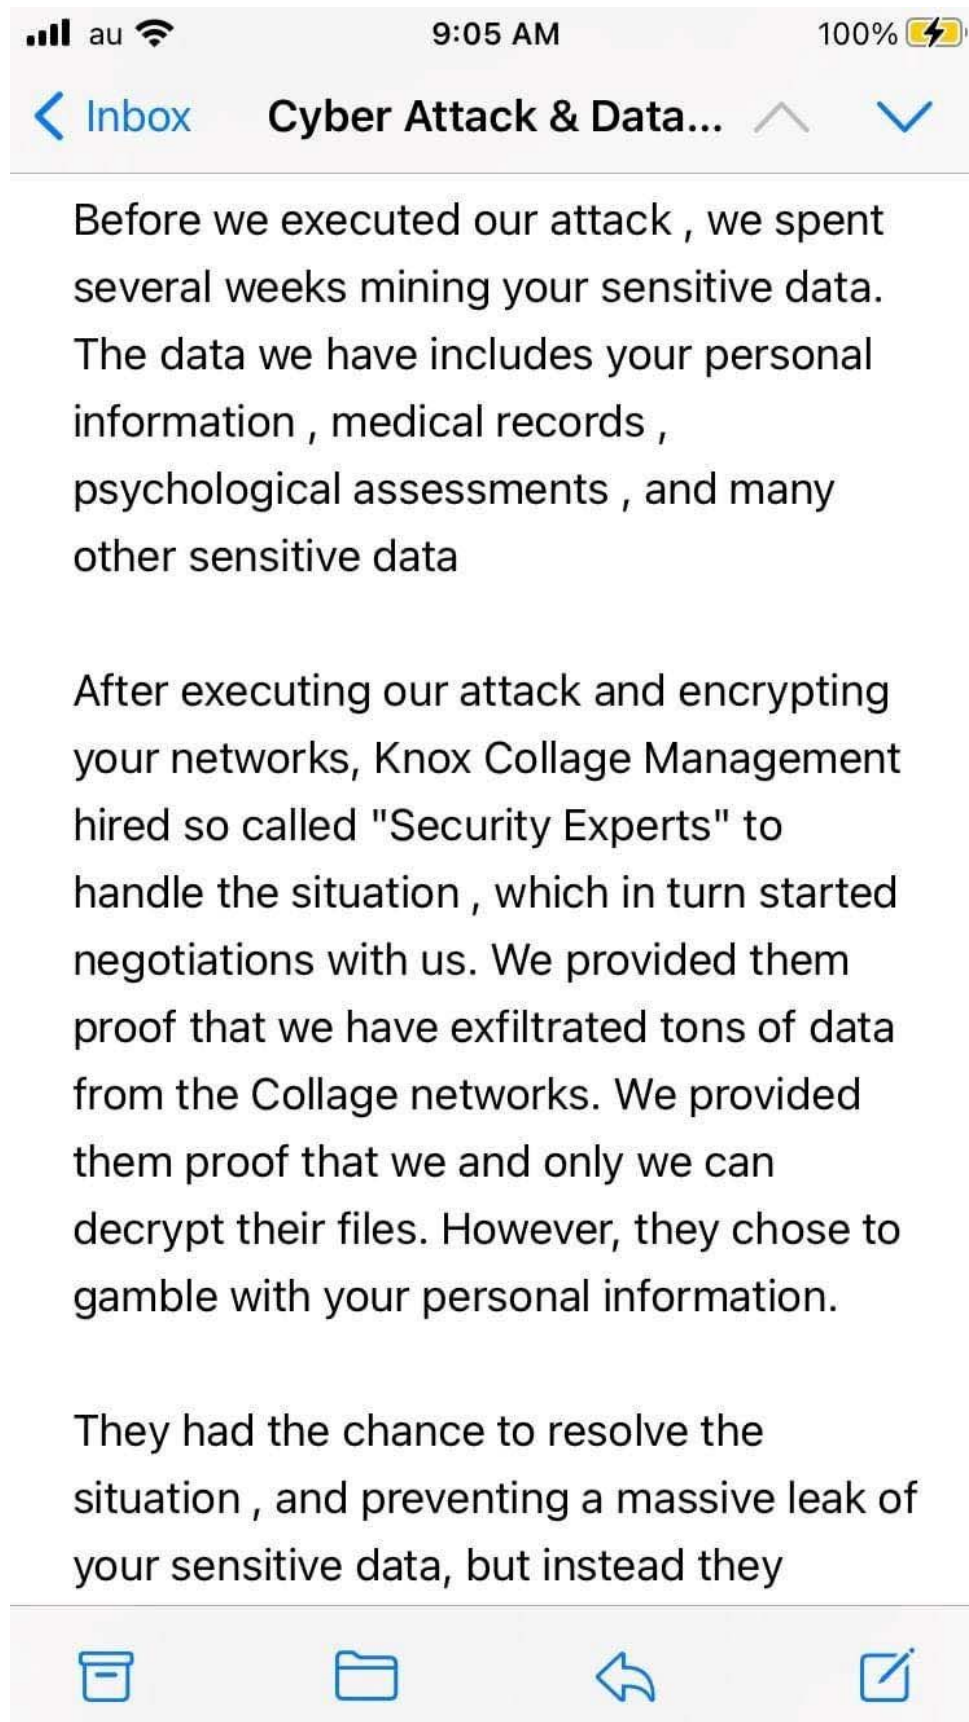 au 9:05 AM 100%
Inbox Cyber Attack & Data...
Before we executed our attack , we spent
several weeks mining your sensitive data.
The data we have includes your personal
information , medical records ,
psychological assessments , and many
other sensitive data
After executing our attack and encrypting
your networks, Knox Collage Management
hired so called "Security Experts" to
handle the situation , which in turn started
negotiations with us. We provided them
proof that we have exfiltrated tons of data
from the Collage networks. We provided
them proof that we and only we can
decrypt their files. However, they chose to
gamble with your personal information.
They had the chance to resolve the
situation , and preventing a massive leak of
your sensitive data, but instead they